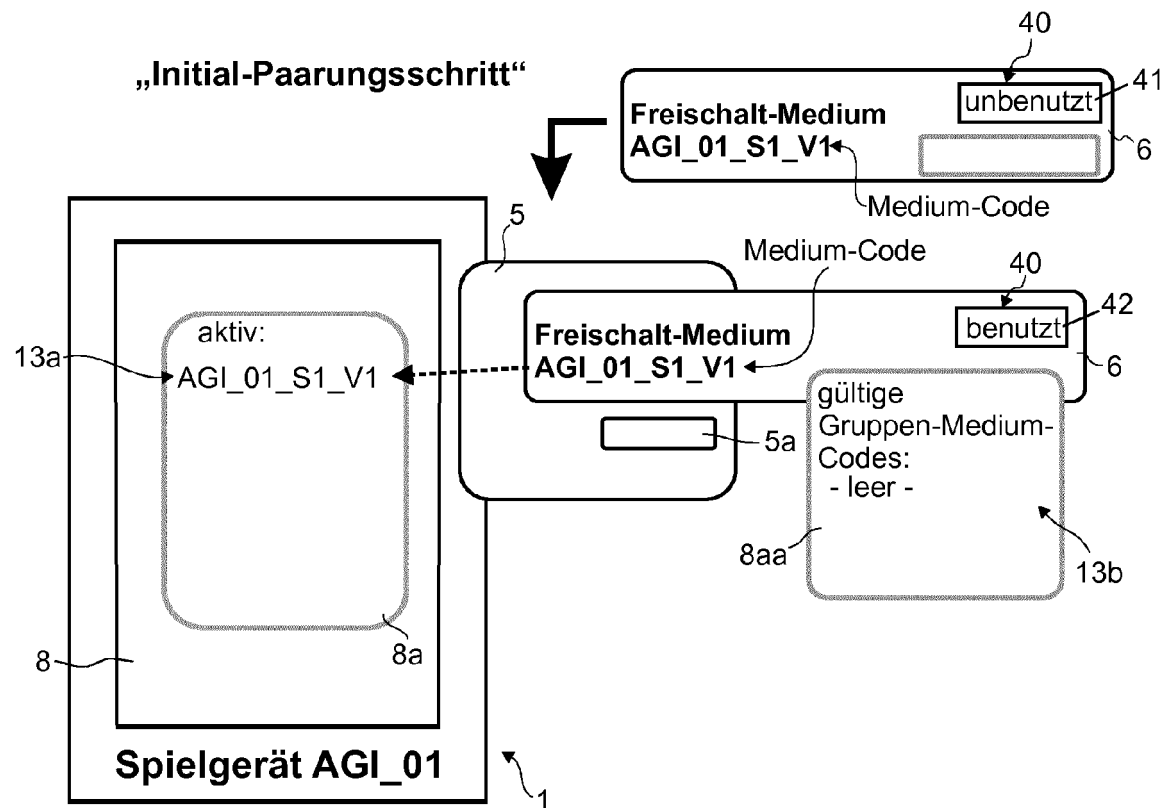 „Initial-Paarungsschritt“
40
unbenutzt
41
Freischalt-Medium
AGI_01_S1_V1
6
Medium-Code
5
Medium-Code
40
benutzt
42
Freischalt-Medium
AGI_01_S1_V1
6
aktiv:
13a
AGI_01_S1_V1
gültige
Gruppen-Medium-
Codes:
- leer -
5a
8aa
13b
8
8a
Spielgerät AGI_01
1